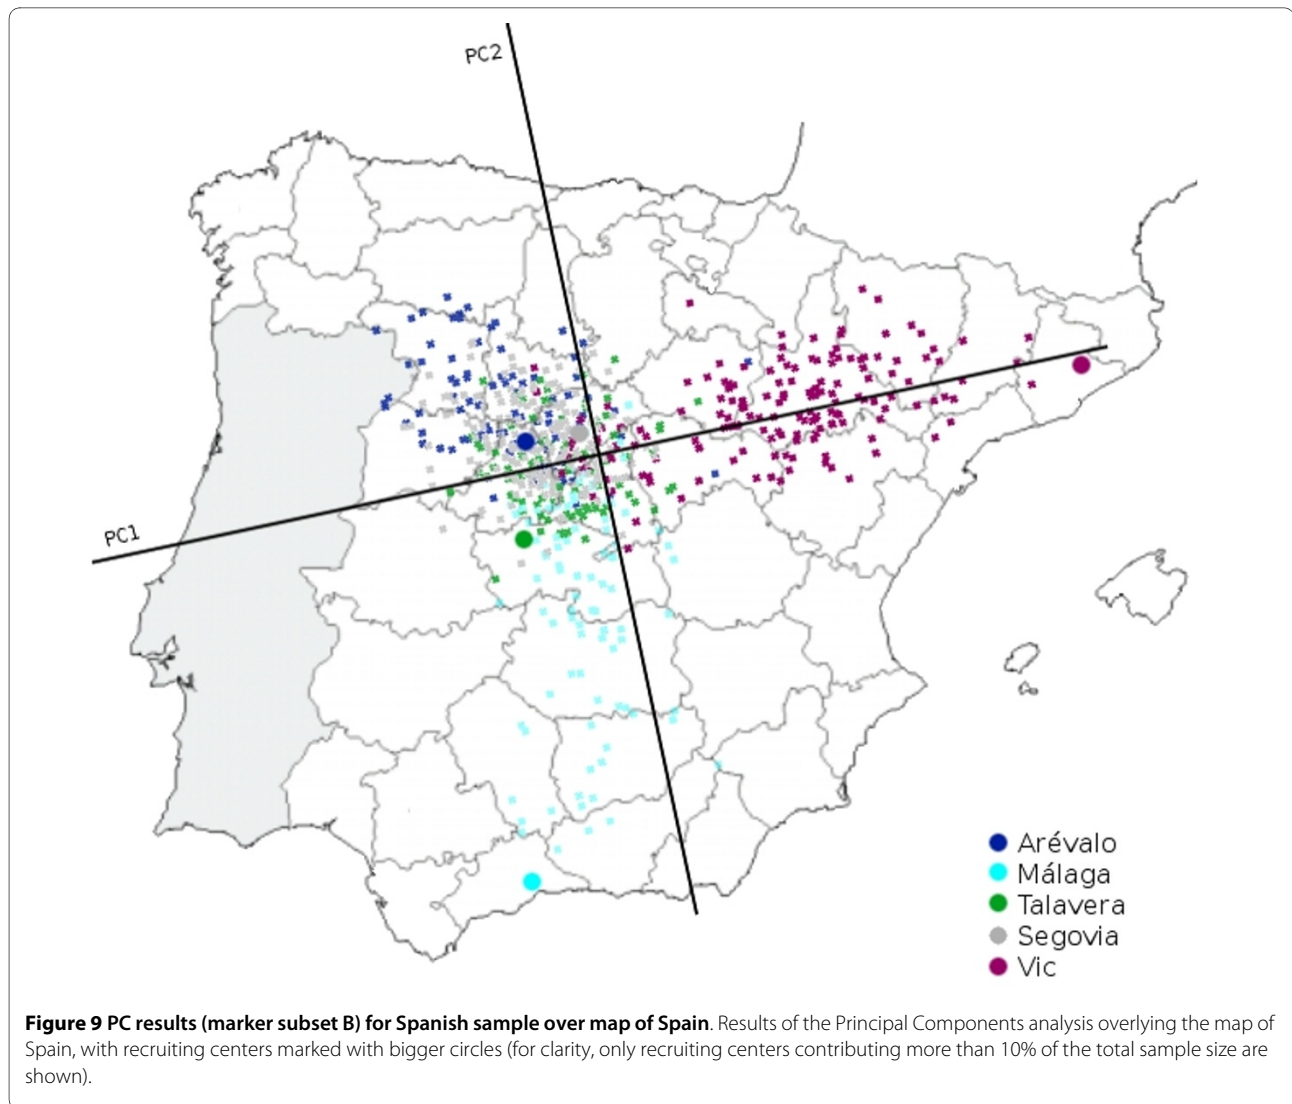 PC2
PC1
Arévalo
Málaga
Talavera
Segovia
Vic
Figure 9 PC results (marker subset B) for Spanish sample over map of Spain. Results of the Principal Components analysis overlying the map of
Spain, with recruiting centers marked with bigger circles (for clarity, only recruiting centers contributing more than 10% of the total sample size are
shown).